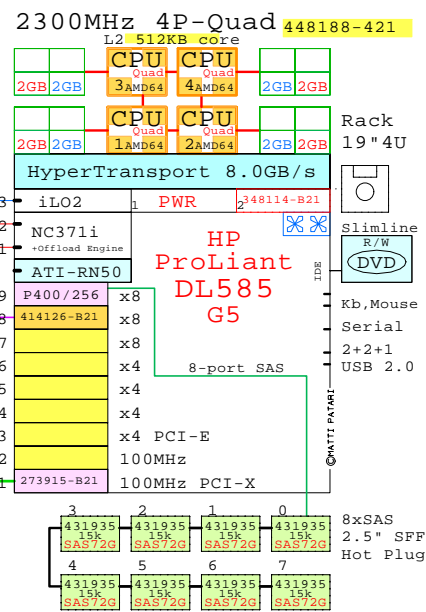 2300MHz 4P-Quad 448188-421
L2 512KB core
CPU CPU
Quad Quad
2GB 2GB 3AMD64 4AMD64 2GB 2GB
CPU CPU
Quad Quad
2GB 2GB 1AMD64 2AMD64 2GB 2GB
Rack
19"4U
HyperTransport 8.0GB/s
3 iLO2 1 PWR 2 348114-B21
2 NC371i
1 +Offload Engine
ATI-RN50
HP
ProLiant
DL585
G5
Slimline
R/W
DVD
IDE
9 P400/256 x8
8 414126-B21 x8
7 x8
6 x4
5 x4
4 x4
3 x4 PCI-E
2 100MHz
1 273915-B21 100MHz PCI-X
8-port SAS
Kb,Mouse
Serial
2+2+1
USB 2.0
©MATTI PATARI
3 2 1 0
431935 431935 431935 431935
15k 15k 15k 15k
SAS72G SAS72G SAS72G SAS72G
4 5 6 7
431935 431935 431935 431935
15k 15k 15k 15k
SAS72G SAS72G SAS72G SAS72G
8xSAS
2.5" SFF
Hot Plug